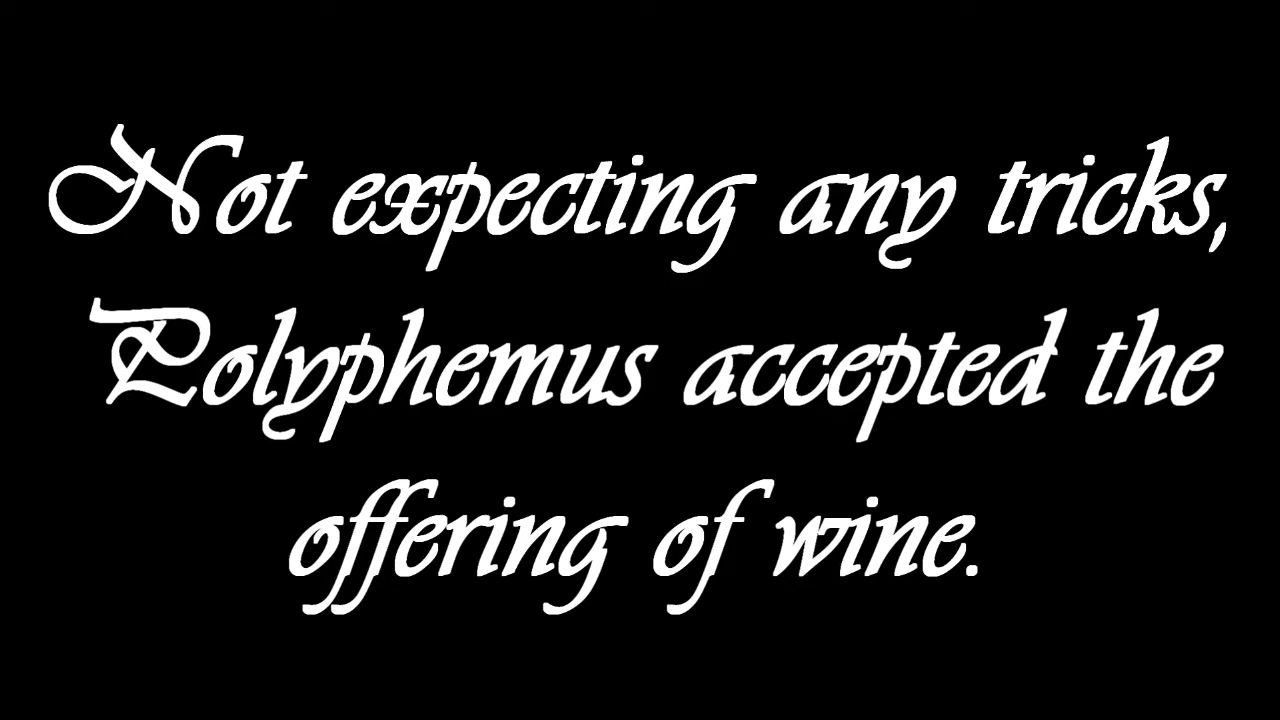 Not expecting any tricks,
Polyphemus accepted the
offering of wine.